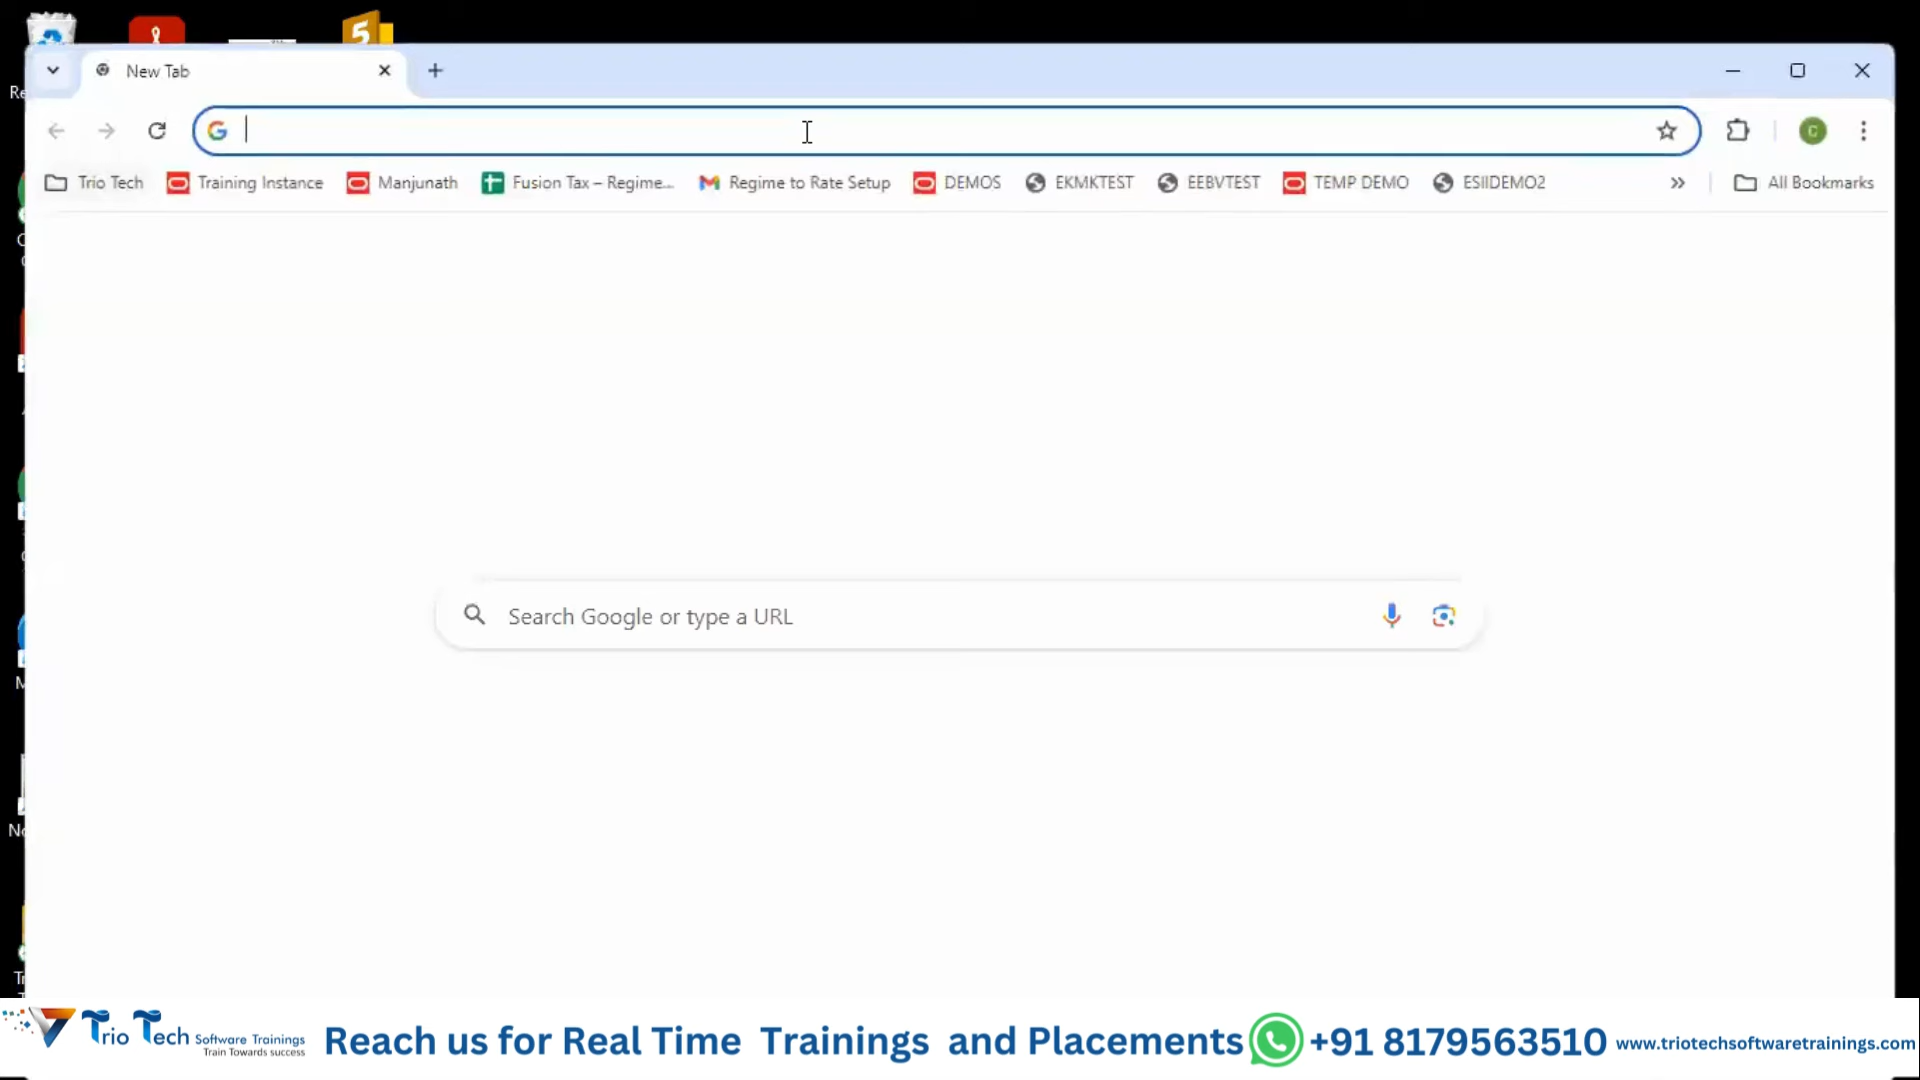 5
Re
New Tab
Trio Tech
Training Instance
Manjunath
Fusion Tax – Regime...
Regime to Rate Setup
DEMOS
EKMKTEST
EEBVTEST
TEMP DEMO
ESIIDEMO2
»
All Bookmarks
C
Search Google or type a URL
Trio Tech Software Trainings
Train Towards success
Reach us for Real Time Trainings and Placements
+91 8179563510
www.triotechsoftwaretrainings.com